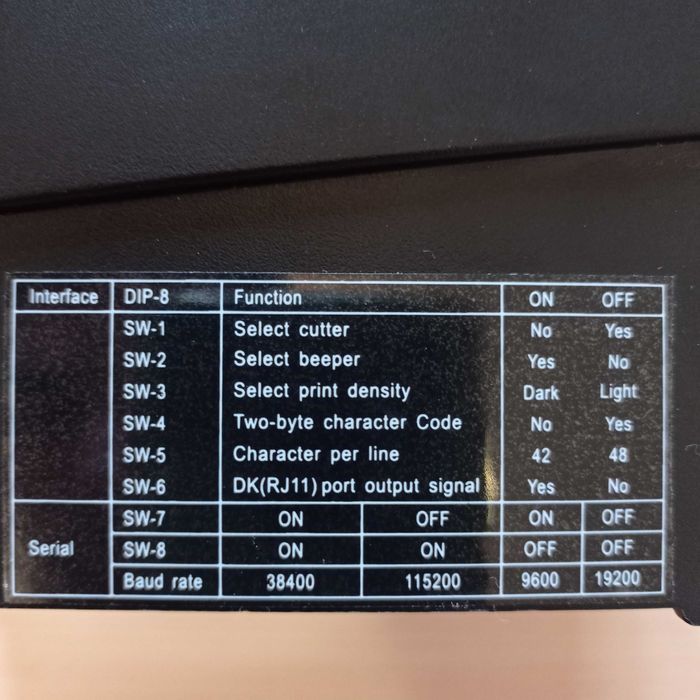 Interface DIP-8 Function ON OFF
SW-1 Select cutter No Yes
SW-2 Select beeper Yes No
SW-3 Select print density Dark Light
SW-4 Two-byte character Code No Yes
SW-5 Character per line 42 48
SW-6 DK(RJ11) port output signal Yes No
SW-7 ON OFF ON OFF
Serial SW-8 ON ON OFF OFF
Baud rate 38400 115200 9600 19200